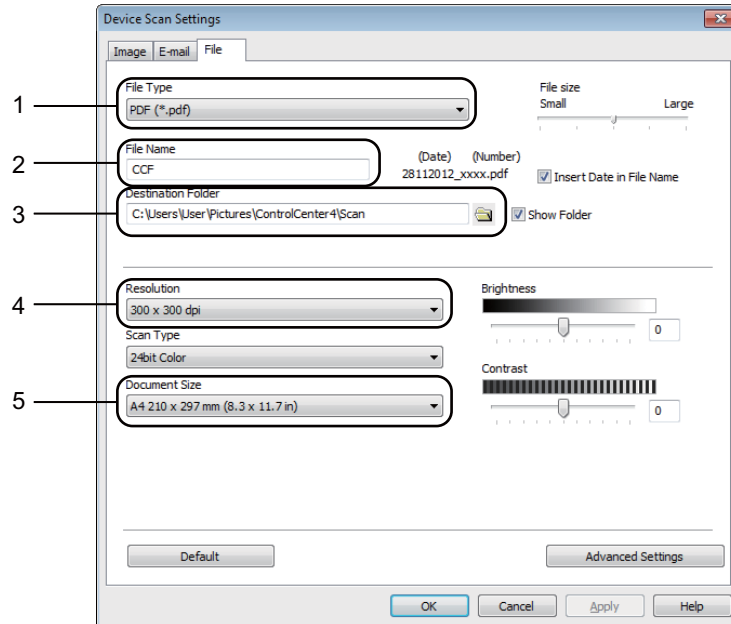 Device Scan Settings
Image E-mail File
1
File Type
PDF (*.pdf)
File size
Small Large
2
File Name
CCF
(Date) (Number)
28112012_xxxx.pdf
Insert Date in File Name
3
Destination Folder
C:\Users\User\Pictures\ControlCenter4\Scan
Show Folder
4
Resolution
300 x 300 dpi
Brightness
0
Scan Type
24bit Color
Contrast
0
5
Document Size
A4 210 x 297 mm (8.3 x 11.7 in)
Default Advanced Settings
OK Cancel Apply Help